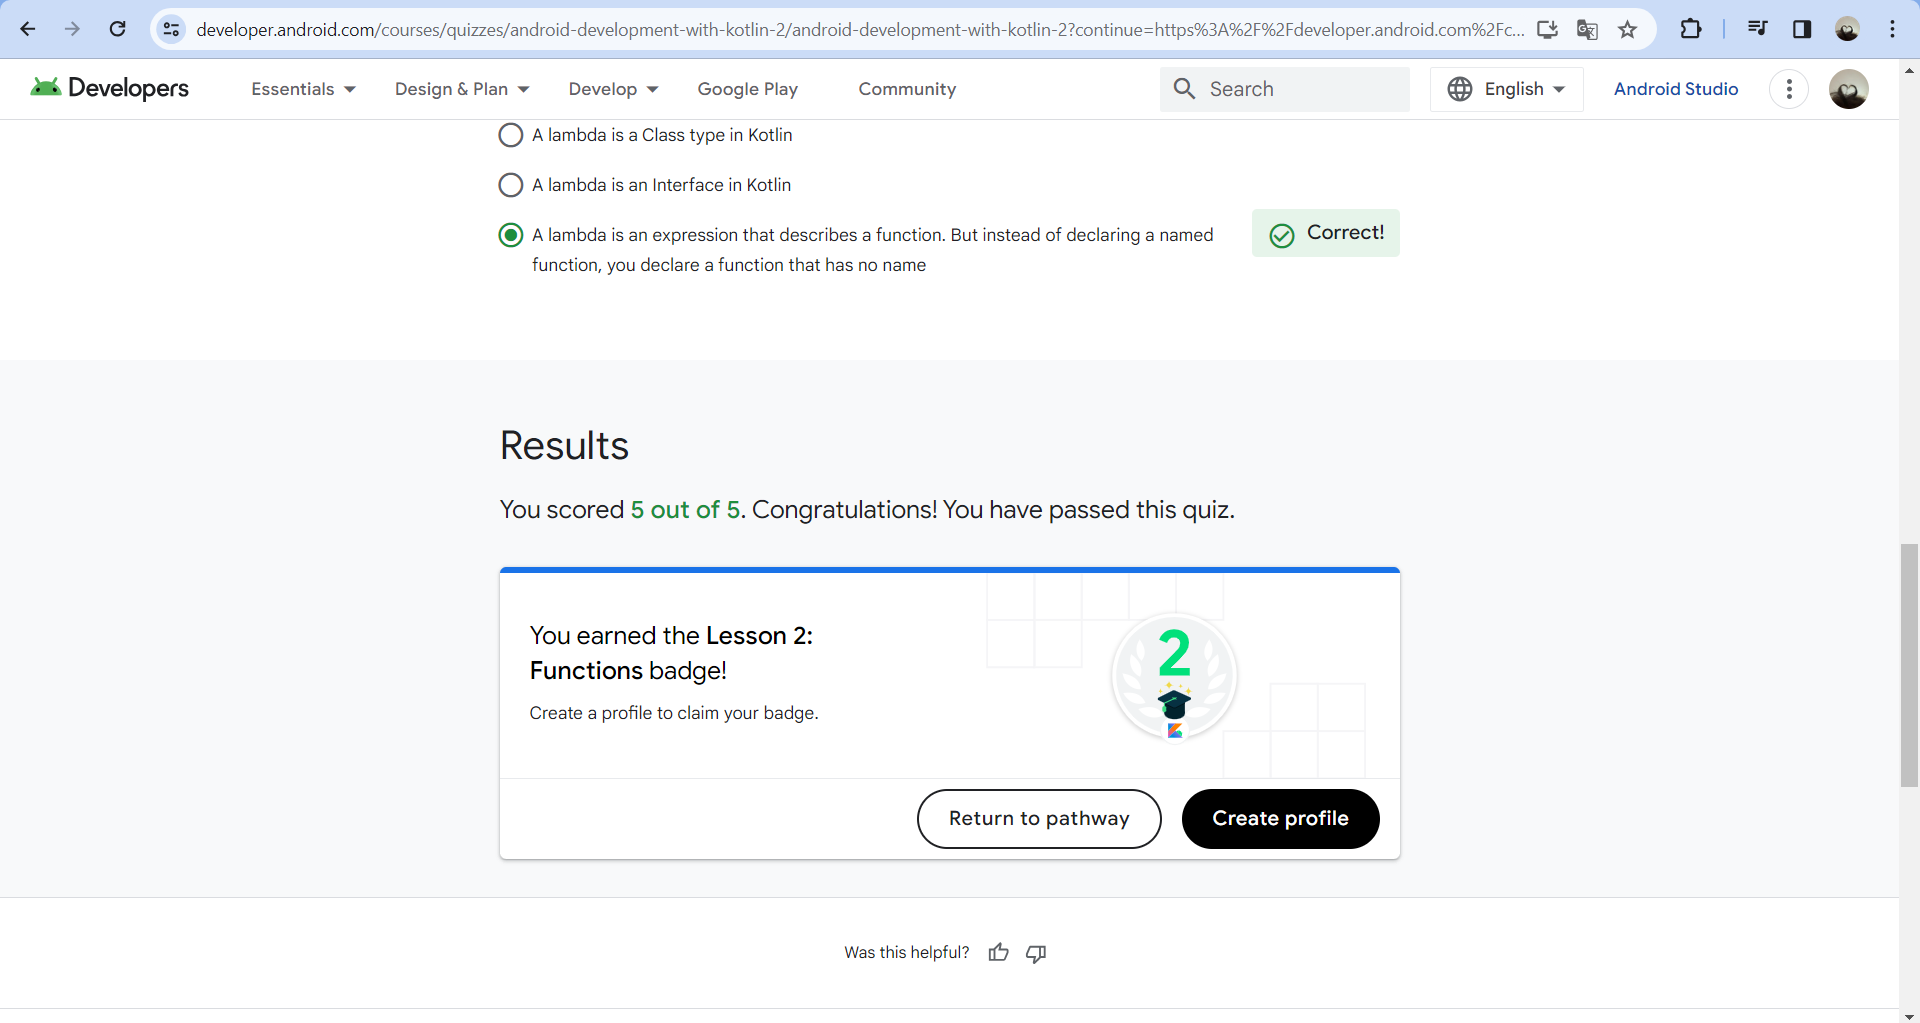 developer.android.com/courses/quizzes/android-development-with-kotlin-2/android-development-with-kotlin-2?continue=https%3A%2F%2Fdeveloper.android.com%2Fc...
Developers
Essentials
Design & Plan
Develop
Google Play
Community
Search
English
Android Studio
A lambda is a Class type in Kotlin
A lambda is an Interface in Kotlin
A lambda is an expression that describes a function. But instead of declaring a named
function, you declare a function that has no name
Correct!
Results
You scored 5 out of 5. Congratulations! You have passed this quiz.
You earned the Lesson 2:
Functions badge!
Create a profile to claim your badge.
2
Return to pathway
Create profile
Was this helpful?